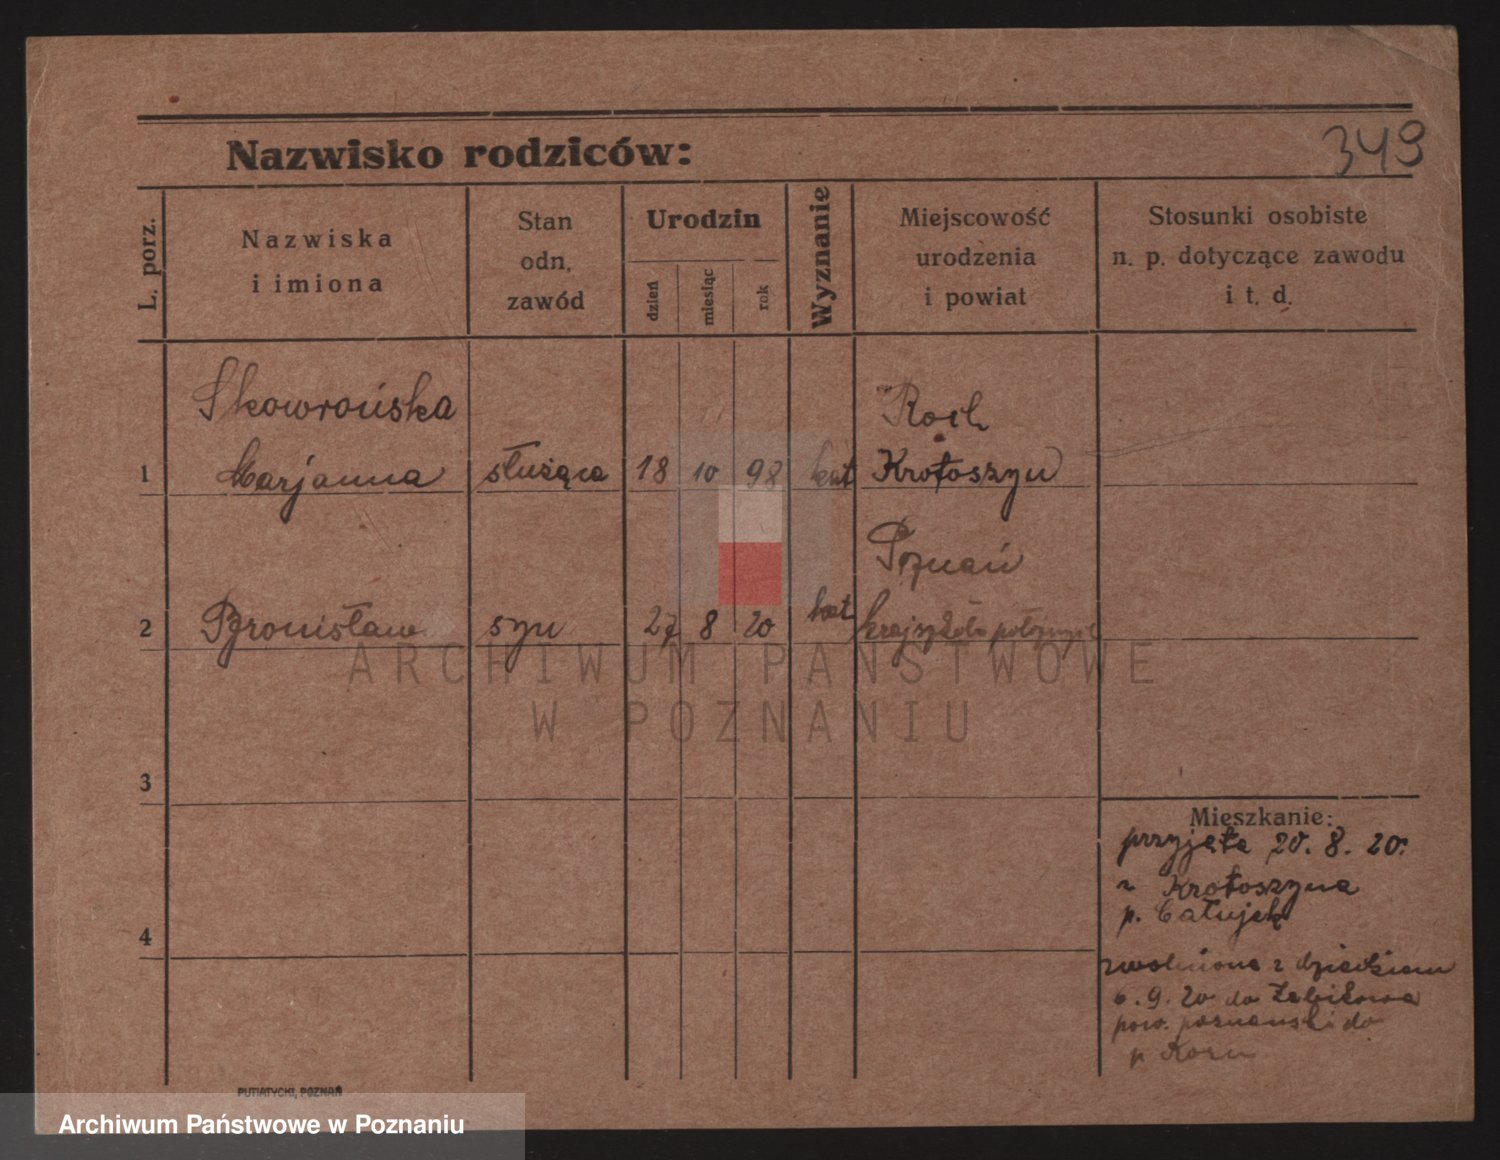 349
Nazwisko rodziców:
L. porz.
Nazwiska
i imiona
Stan
odn.
zawód
Urodzin
dzień
miesiąc
rok
Wyznanie
Miejscowość
urodzenia
i powiat
Stosunki osobiste
n. p. dotyczące zawodu
i t. d.
Skowrońska
Roch
1 Marjanna służąca 18 10 98 kat Krotoszyn
Poznań
2 Bronisław syn 27 8 20 kat
3
4
Mieszkanie:
przyjęta 20. 8. 20.
z Krotoszyna
p.
zwolniona z dzieckiem
6. 9. 20 do Żabikowa
pow. poznański do
p
PUTIATYCKI, POZNAŃ
ARCHIWUM PAŃSTWOWE
W POZNANIU
Archiwum Państwowe w Poznaniu